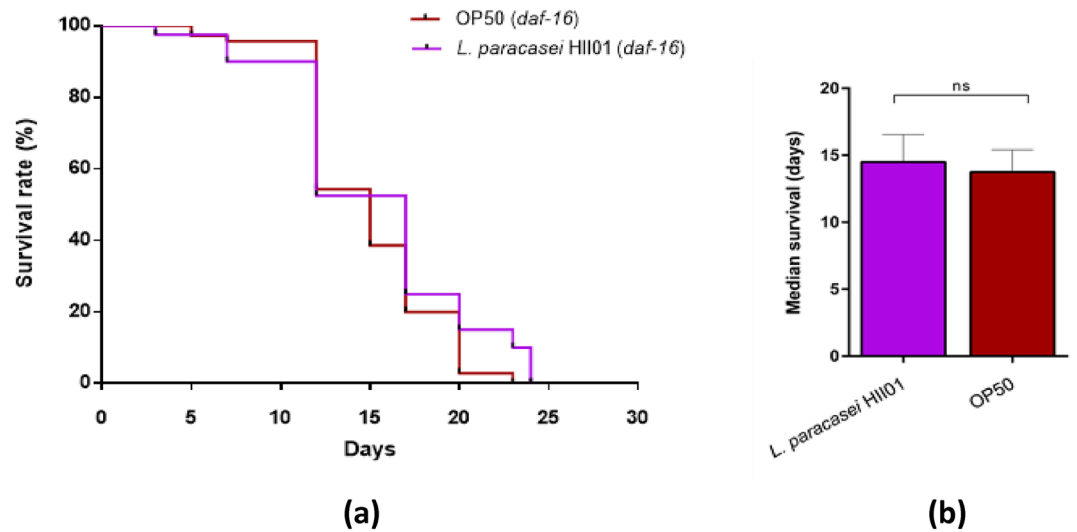 OP50 (daf-16)
L. paracasei HII01 (daf-16)
Survival rate (%)
100
80
60
40
20
0
0 5 10 15 20 25 30
Days
(a)
ns
Median survival (days)
20
15
10
5
0
L. paracasei HII01
OP50
(b)